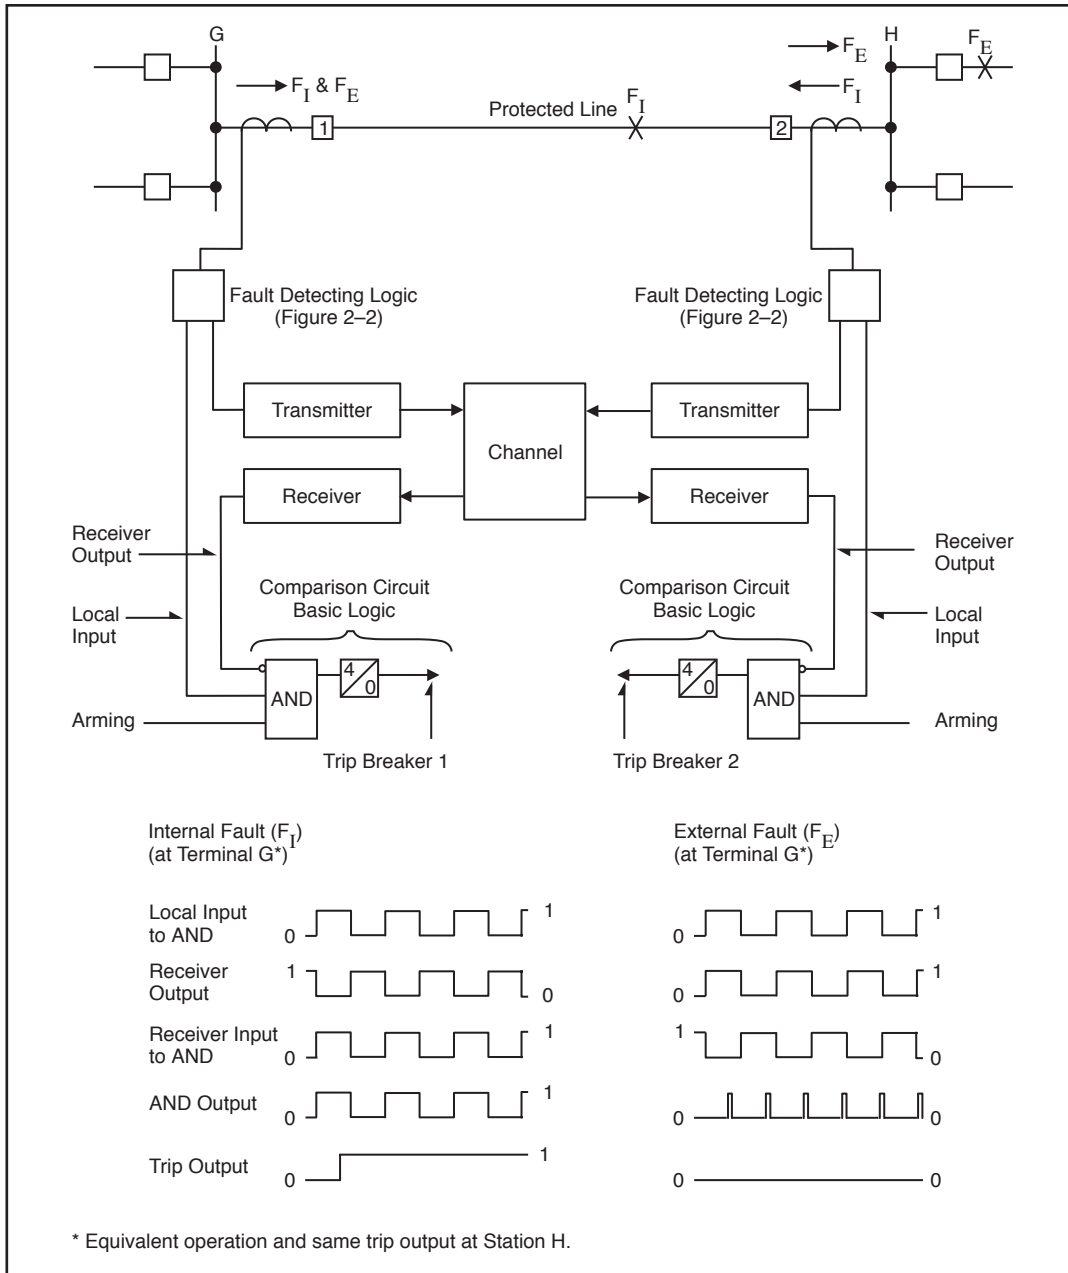 G
H
F_E
F_E
F_I & F_E
F_I
F_I
Protected Line
1
2
Fault Detecting Logic
(Figure 2–2)
Fault Detecting Logic
(Figure 2–2)
Transmitter
Channel
Transmitter
Receiver
Receiver
Receiver
Output
Receiver
Output
Comparison Circuit
Basic Logic
Comparison Circuit
Basic Logic
Local
Input
Local
Input
AND
4
0
4
0
AND
Arming
Arming
Trip Breaker 1
Trip Breaker 2
Internal Fault (F_I)
(at Terminal G*)
External Fault (F_E)
(at Terminal G*)
Local Input
to AND
0
1
0
1
Receiver
Output
1
0
0
1
Receiver Input
to AND
0
1
1
0
AND Output
0
1
0
0
Trip Output
0
1
0
0
* Equivalent operation and same trip output at Station H.